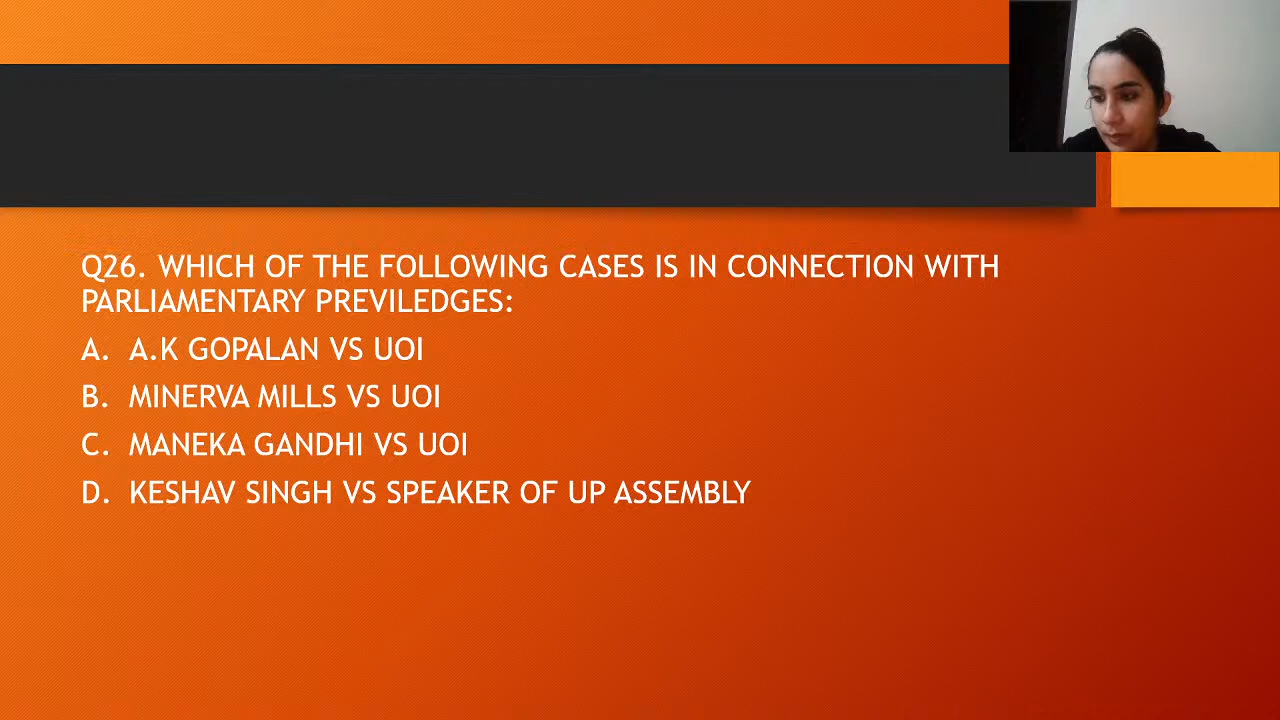 Q26. WHICH OF THE FOLLOWING CASES IS IN CONNECTION WITH
PARLIAMENTARY PREVILEDGES:
A. A.K GOPALAN VS UOI
B. MINERVA MILLS VS UOI
C. MANEKA GANDHI VS UOI
D. KESHAV SINGH VS SPEAKER OF UP ASSEMBLY